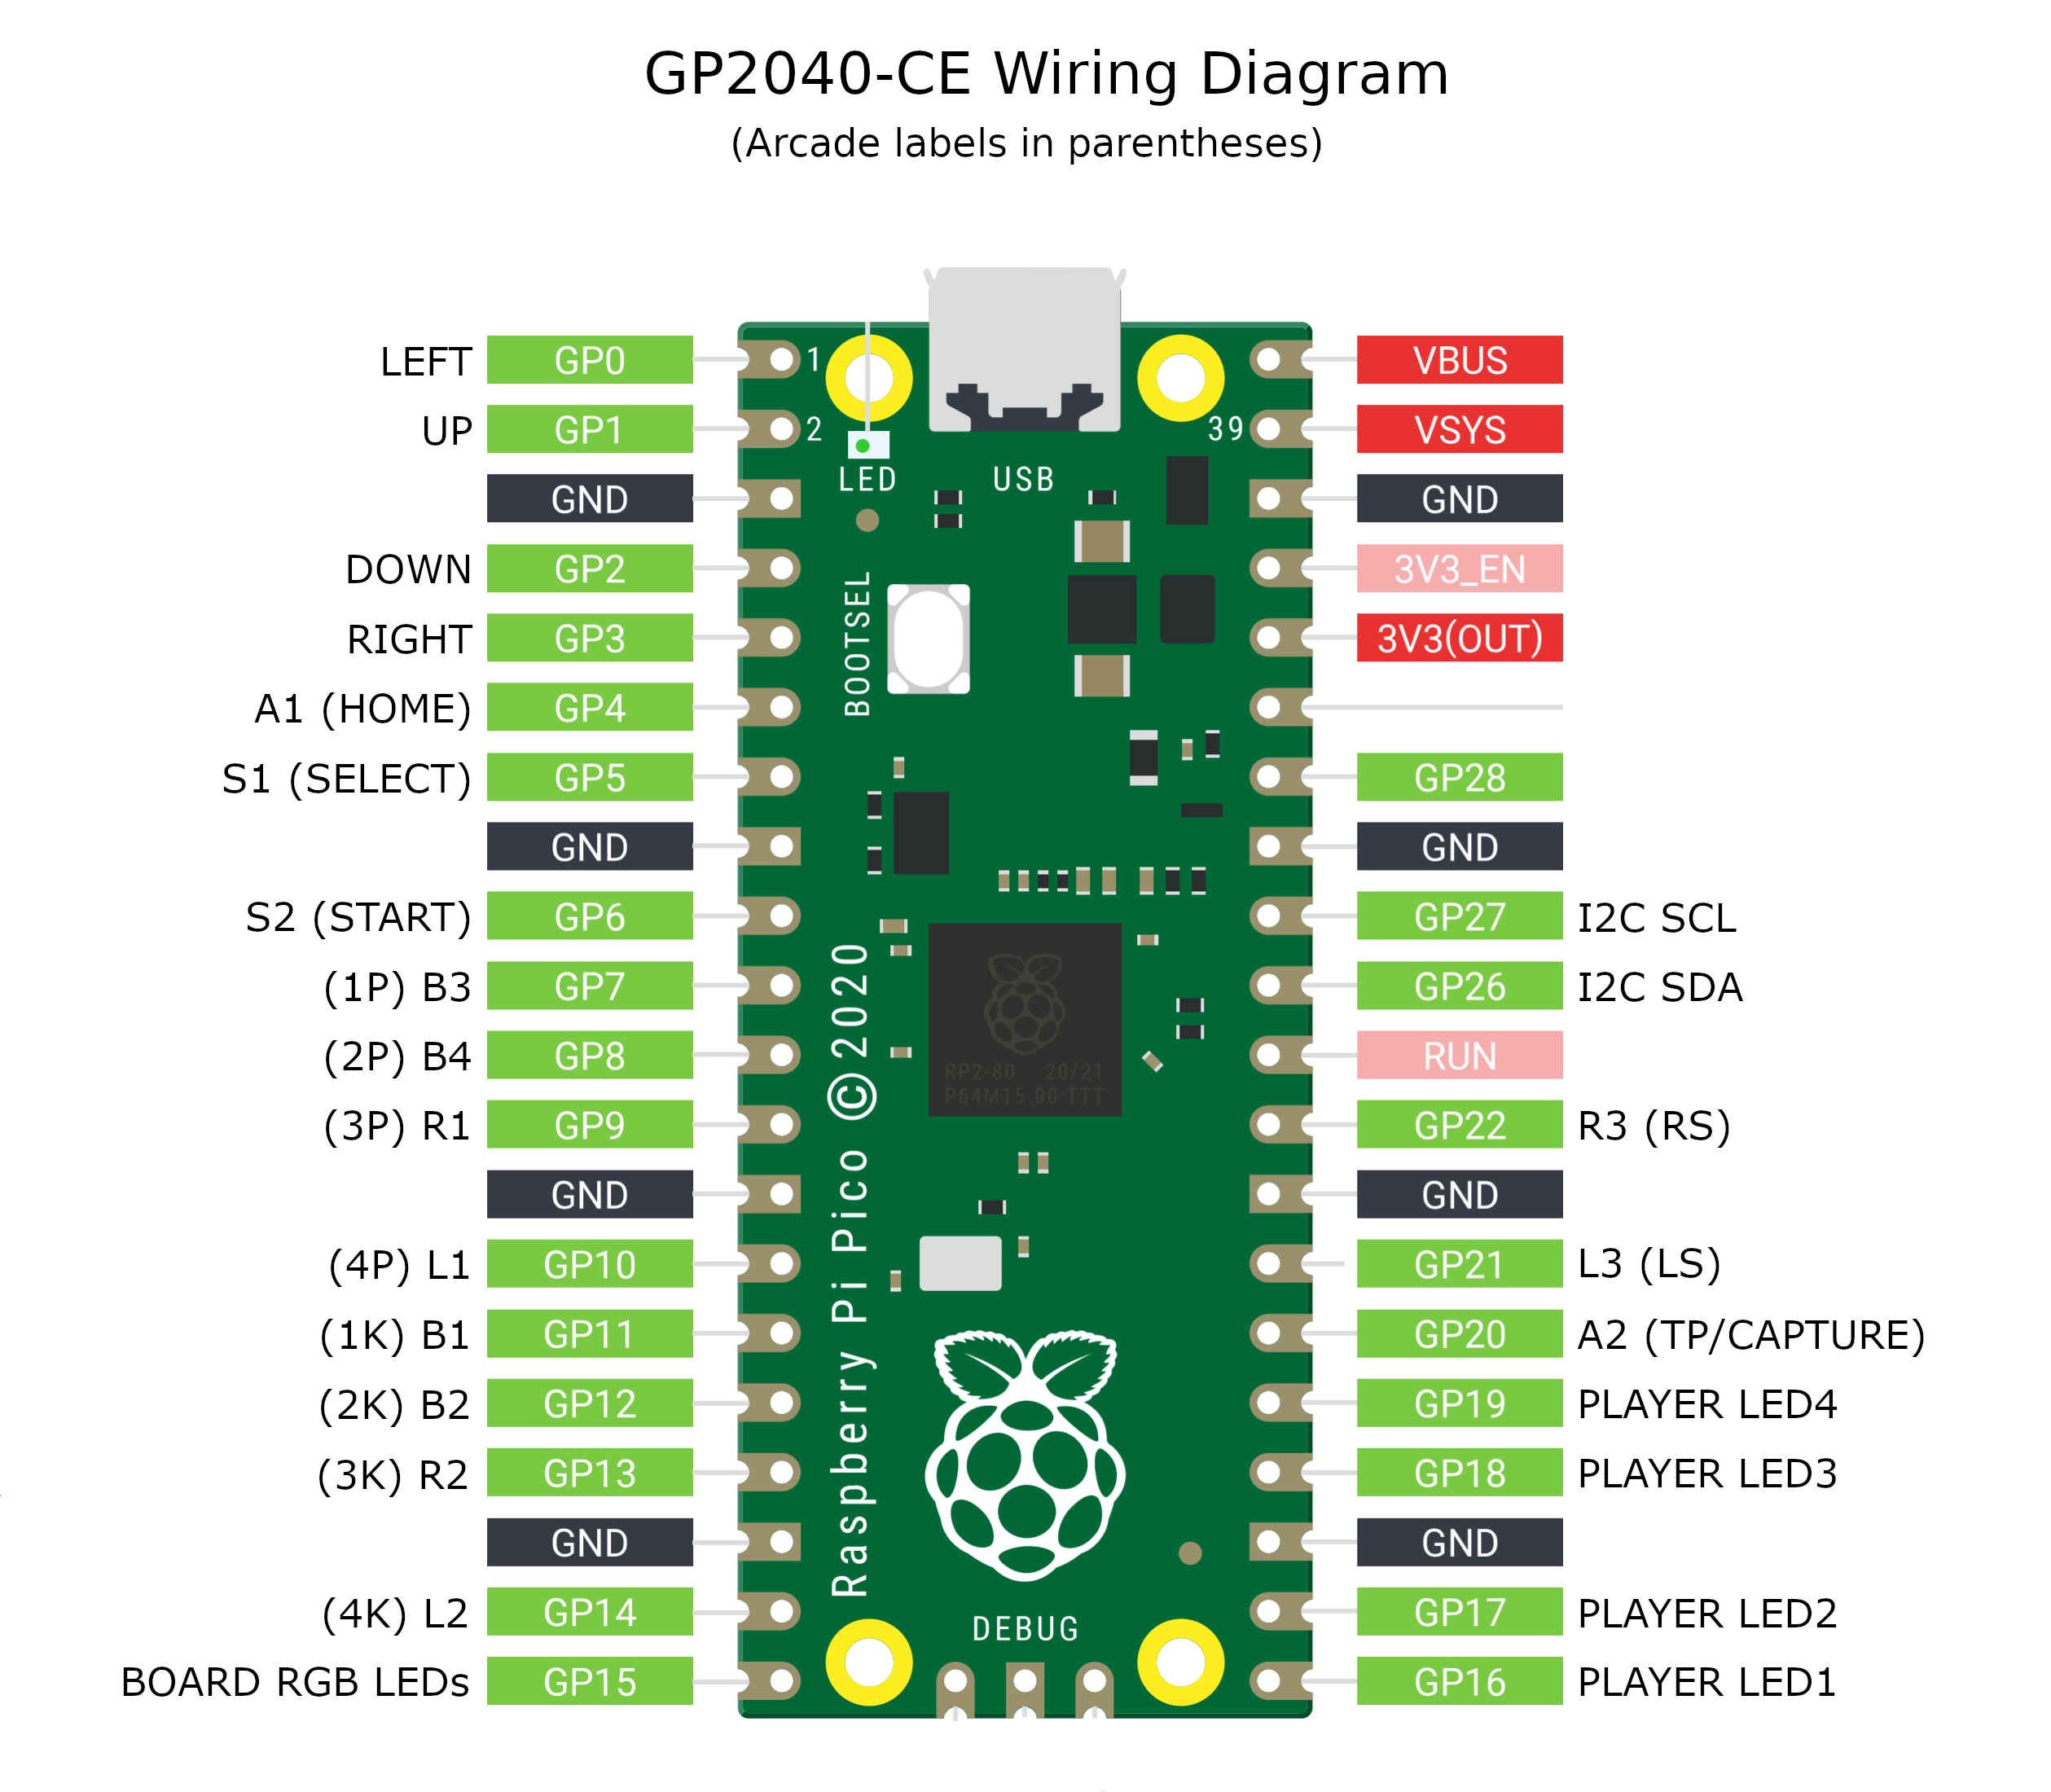 GP2040-CE Wiring Diagram
(Arcade labels in parentheses)
LEFT GP0 1 VBUS
UP GP1 2 39 VSYS
GND LED USB GND
DOWN GP2 3V3_EN
RIGHT GP3 BOOTSEL 3V3(OUT)
A1 (HOME) GP4
S1 (SELECT) GP5 GP28
GND GND
S2 (START) GP6 GP27 I2C SCL
(1P) B3 GP7 GP26 I2C SDA
(2P) B4 GP8 RP2-80 20/21 RUN
P64M15.00 TTT
(3P) R1 GP9 GP22 R3 (RS)
GND GND
Raspberry Pi Pico ©2020
(4P) L1 GP10 GP21 L3 (LS)
(1K) B1 GP11 GP20 A2 (TP/CAPTURE)
(2K) B2 GP12 GP19 PLAYER LED4
(3K) R2 GP13 GP18 PLAYER LED3
GND GND
(4K) L2 GP14 DEBUG GP17 PLAYER LED2
BOARD RGB LEDs GP15 GP16 PLAYER LED1